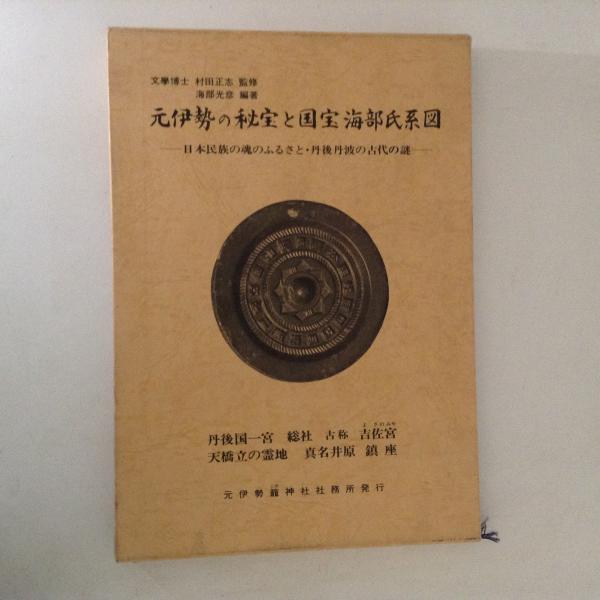 文學博士 村田正志 監修
海部光彦 編著
元伊勢の秘宝と国宝海部氏系図
―日本民族の魂のふるさと・丹後丹波の古代の謎―
よさのみや
丹後国一宮 総社 古称 吉佐宮
天橋立の霊地 真名井原 鎮座
この
元伊勢籠神社社務所発行